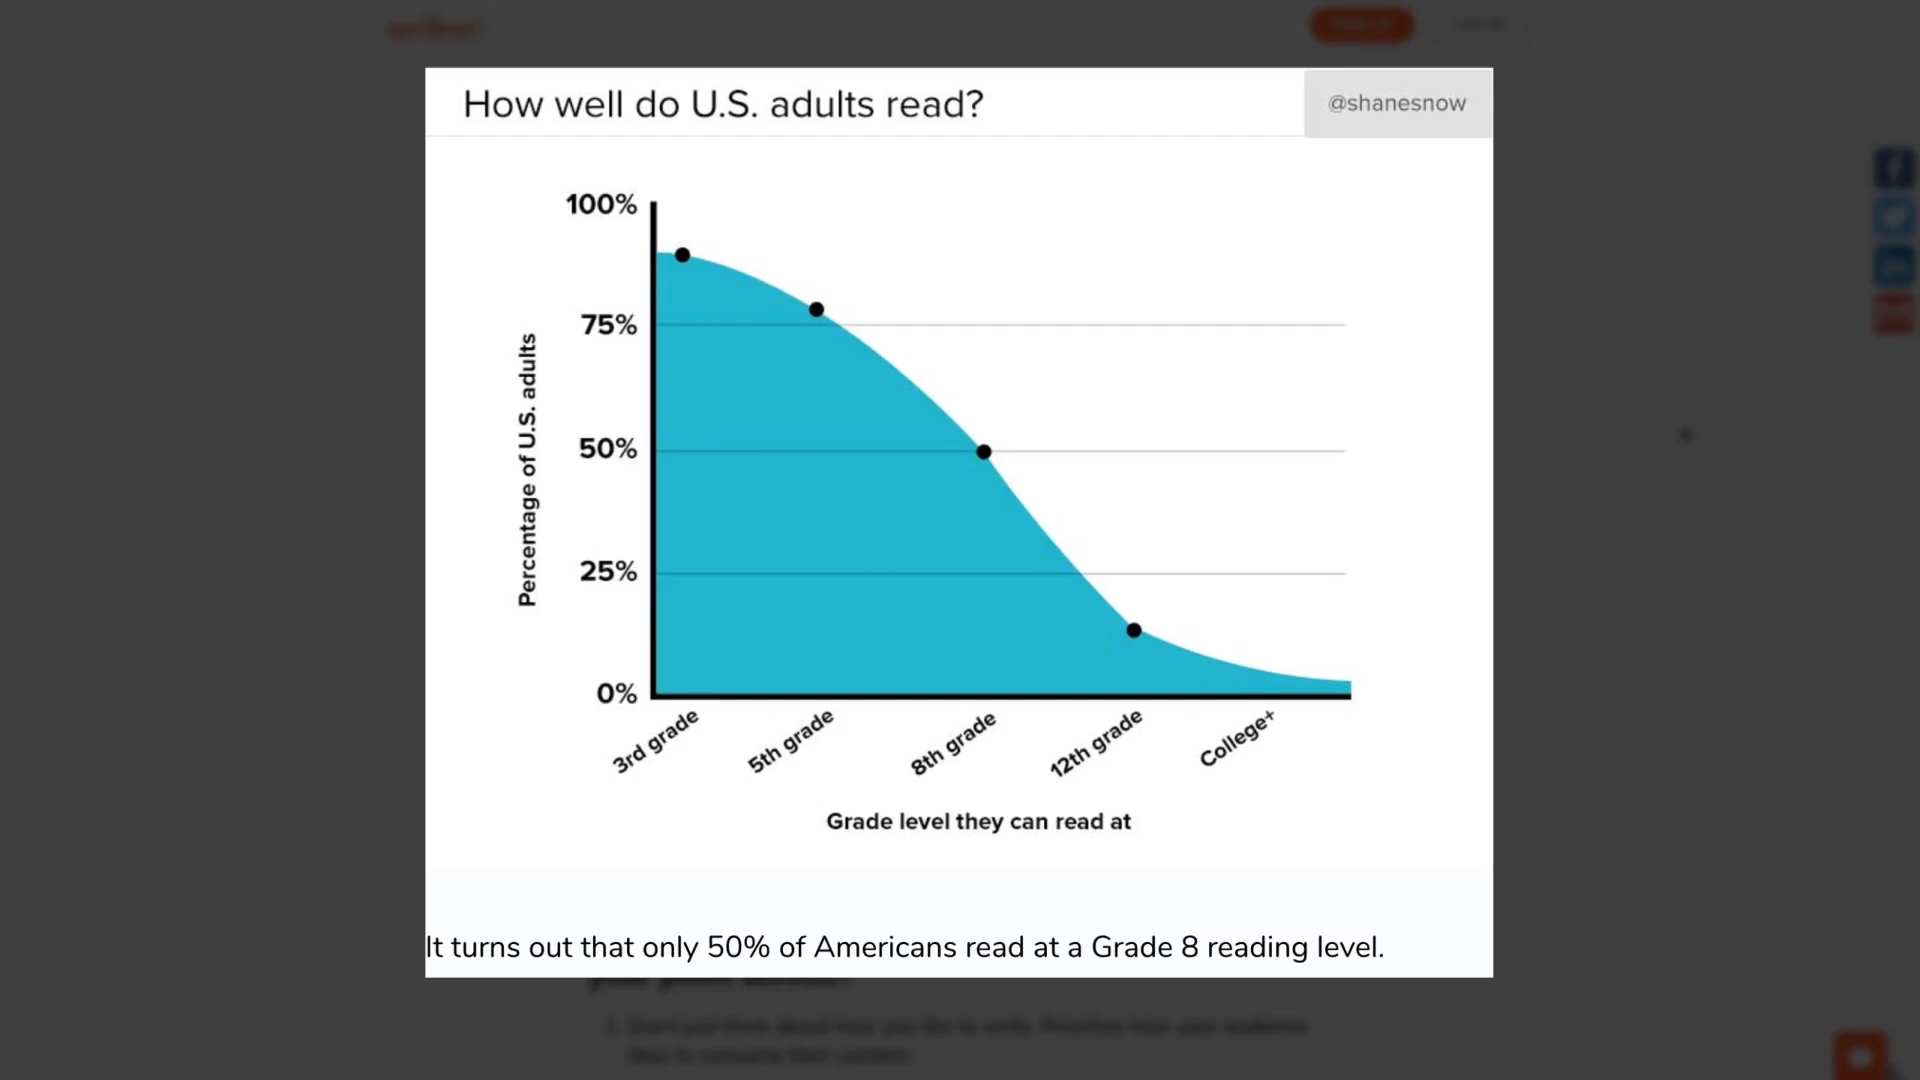 How well do U.S. adults read?
@shanesnow
100%
75%
50%
25%
0%
Percentage of U.S. adults
3rd grade
5th grade
8th grade
12th grade
College+
Grade level they can read at
It turns out that only 50% of Americans read at a Grade 8 reading level.